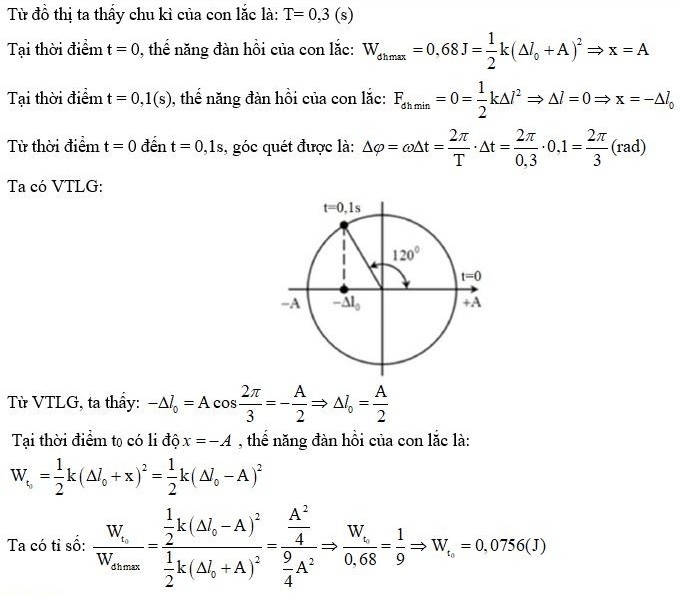 Từ đồ thị ta thấy chu kì của con lắc là: T= 0,3 (s)
Tại thời điểm t = 0, thế năng đàn hồi của con lắc: W_đhmax = 0,68J = 1/2 k(Δl₀ + A)² ⇒ x = A
Tại thời điểm t = 0,1(s), thế năng đàn hồi của con lắc: F_đhmin = 0 = 1/2 kΔl² ⇒ Δl = 0 ⇒ x = −Δl₀
Từ thời điểm t = 0 đến t = 0,1s, góc quét được là: Δφ = ωΔt = 2π/T · Δt = 2π/0,3 · 0,1 = 2π/3 (rad)
Ta có VTLG:
t=0,1s
120⁰
t=0
−A −Δl₀ +A
Từ VTLG, ta thấy: −Δl₀ = A cos 2π/3 = −A/2 ⇒ Δl₀ = A/2
Tại thời điểm t₀ có li độ x = −A , thế năng đàn hồi của con lắc là:
W_t₀ = 1/2 k(Δl₀ + x)² = 1/2 k(Δl₀ − A)²
Ta có tỉ số: W_t₀/W_đhmax = (1/2 k(Δl₀ − A)²)/(1/2 k(Δl₀ + A)²) = (A²/4)/(9/4 A²) ⇒ W_t₀/0,68 = 1/9 ⇒ W_t₀ = 0,0756(J)